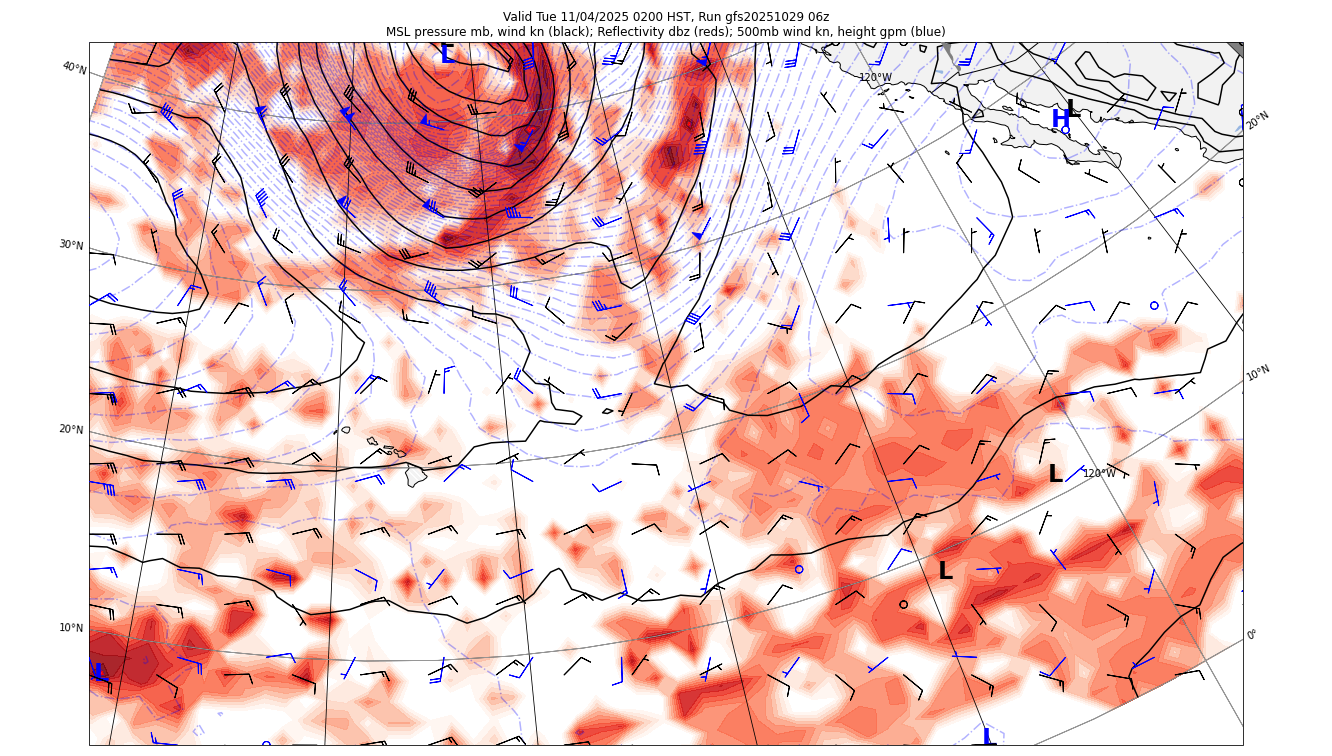 Valid Tue 11/04/2025 0200 HST, Run gfs20251029 06z
MSL pressure mb, wind kn (black); Reflectivity dbz (reds); 500mb wind kn, height gpm (blue)
L
40°N
120°W
L
H
20°N
30°N
10°N
20°N
L
120°W
L
10°N
0°
L
L